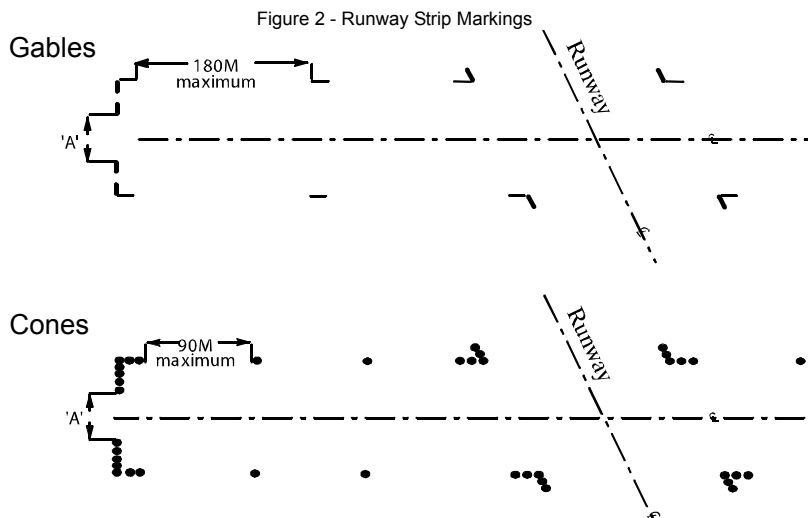 Figure 2 - Runway Strip Markings
Gables
180M
maximum
Runway
'A'
℄
℄
Cones
90M
maximum
Runway
'A'
℄
℄